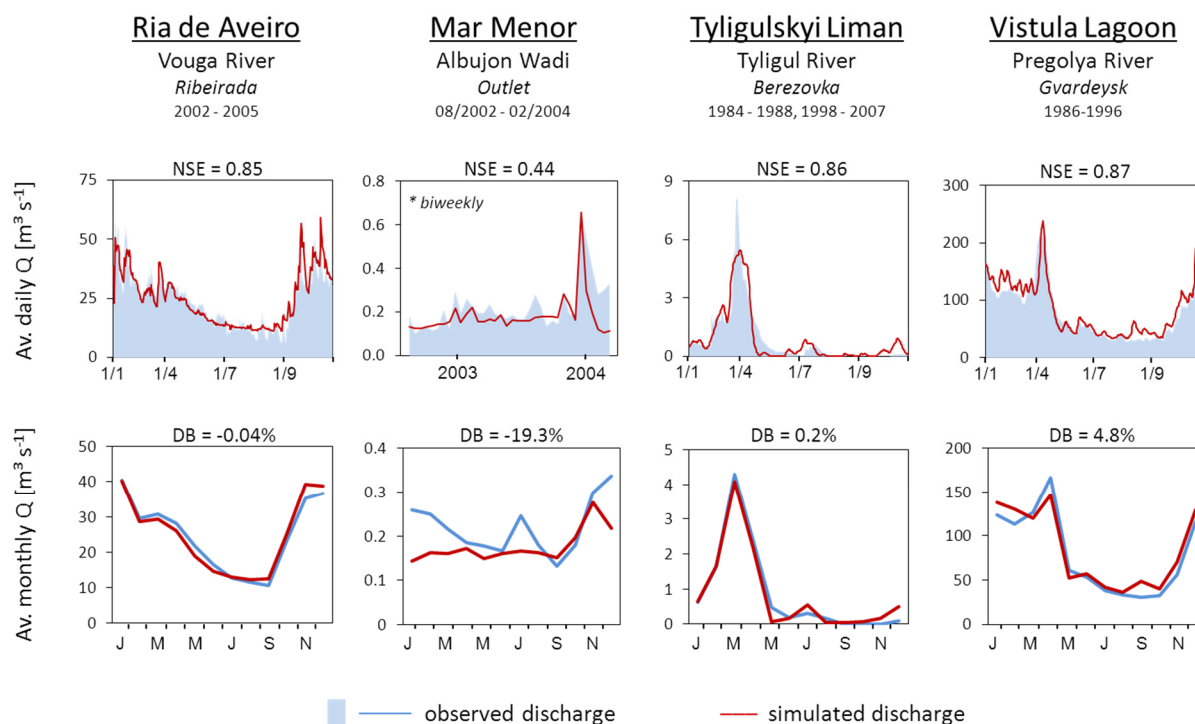 Ria de Aveiro
Vouga River
Ribeirada
2002 - 2005
Mar Menor
Albujon Wadi
Outlet
08/2002 - 02/2004
Tyligulskyi Liman
Tyligul River
Berezovka
1984 - 1988, 1998 - 2007
Vistula Lagoon
Pregolya River
Gvardeysk
1986-1996
Av. daily Q [m³ s⁻¹]
NSE = 0.85
75
50
25
0
1/1 1/4 1/7 1/9
NSE = 0.44
* biweekly
0.8
0.6
0.4
0.2
0.0
2003 2004
NSE = 0.86
9
6
3
0
1/1 1/4 1/7 1/9
NSE = 0.87
300
200
100
0
1/1 1/4 1/7 1/9
Av. monthly Q [m³ s⁻¹]
DB = -0.04%
50
40
30
20
10
0
J M M J S N
DB = -19.3%
0.4
0.3
0.2
0.1
0
J M M J S N
DB = 0.2%
5
4
3
2
1
0
J M M J S N
DB = 4.8%
200
150
100
50
0
J M M J S N
observed discharge
simulated discharge